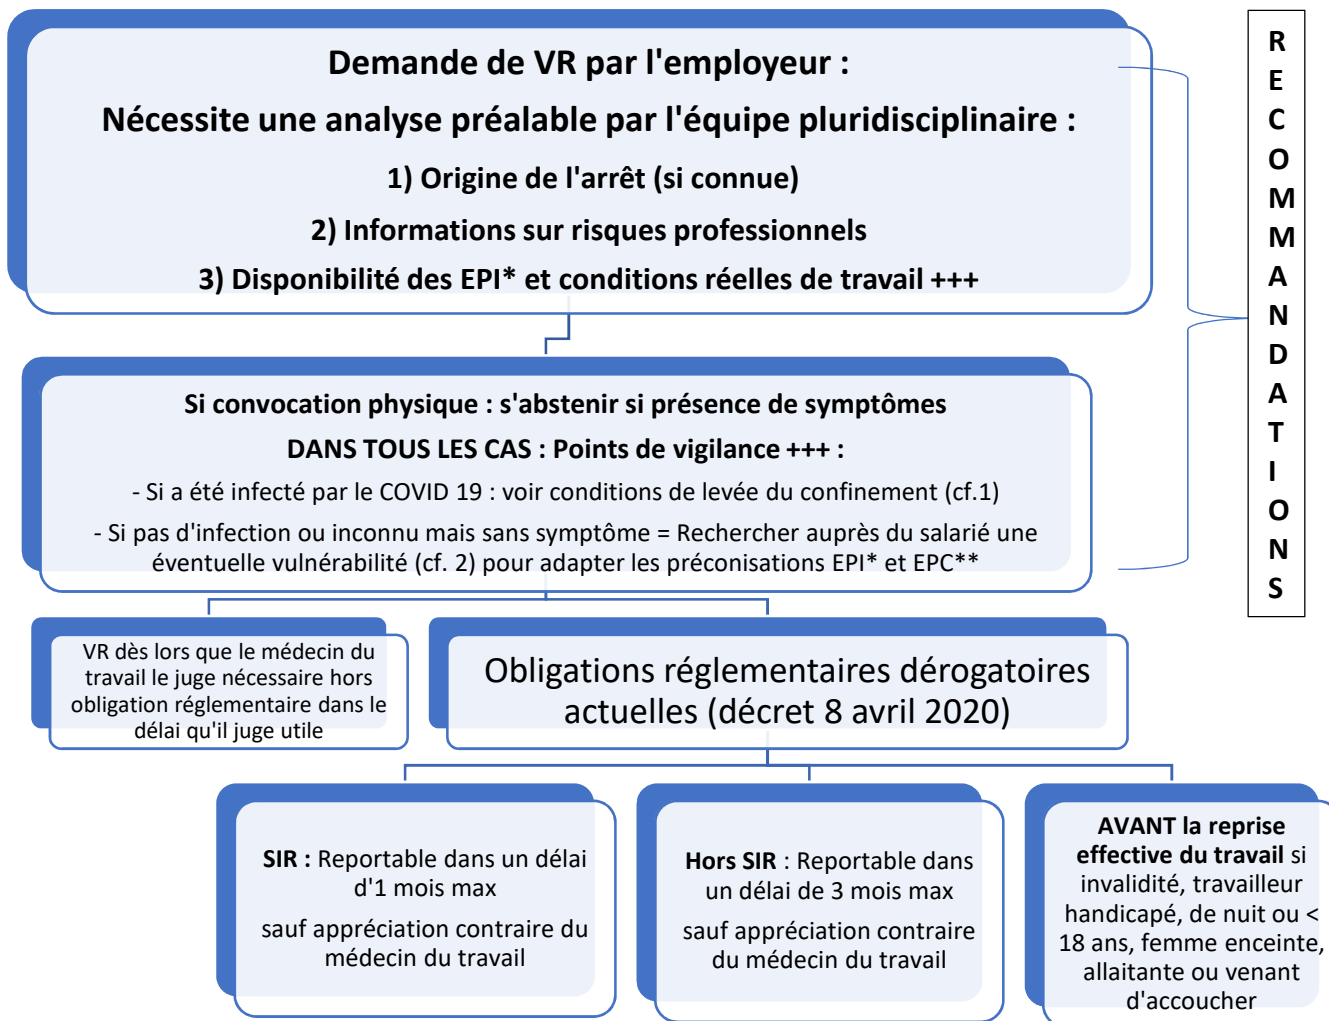 Demande de VR par l'employeur :
Nécessite une analyse préalable par l'équipe pluridisciplinaire :
1) Origine de l'arrêt (si connue)
2) Informations sur risques professionnels
3) Disponibilité des EPI* et conditions réelles de travail +++
RECOMMANDATIONS
Si convocation physique : s'abstenir si présence de symptômes
DANS TOUS LES CAS : Points de vigilance +++ :
- Si a été infecté par le COVID 19 : voir conditions de levée du confinement (cf.1)
- Si pas d'infection ou inconnu mais sans symptôme = Rechercher auprès du salarié une
éventuelle vulnérabilité (cf. 2) pour adapter les préconisations EPI* et EPC**
VR dès lors que le médecin du
travail le juge nécessaire hors
obligation réglementaire dans le
délai qu'il juge utile
Obligations réglementaires dérogatoires
actuelles (décret 8 avril 2020)
SIR : Reportable dans un délai
d'1 mois max
sauf appréciation contraire du
médecin du travail
Hors SIR : Reportable dans
un délai de 3 mois max
sauf appréciation contraire
du médecin du travail
AVANT la reprise
effective du travail si
invalidité, travailleur
handicapé, de nuit ou <
18 ans, femme enceinte,
allaitante ou venant
d'accoucher